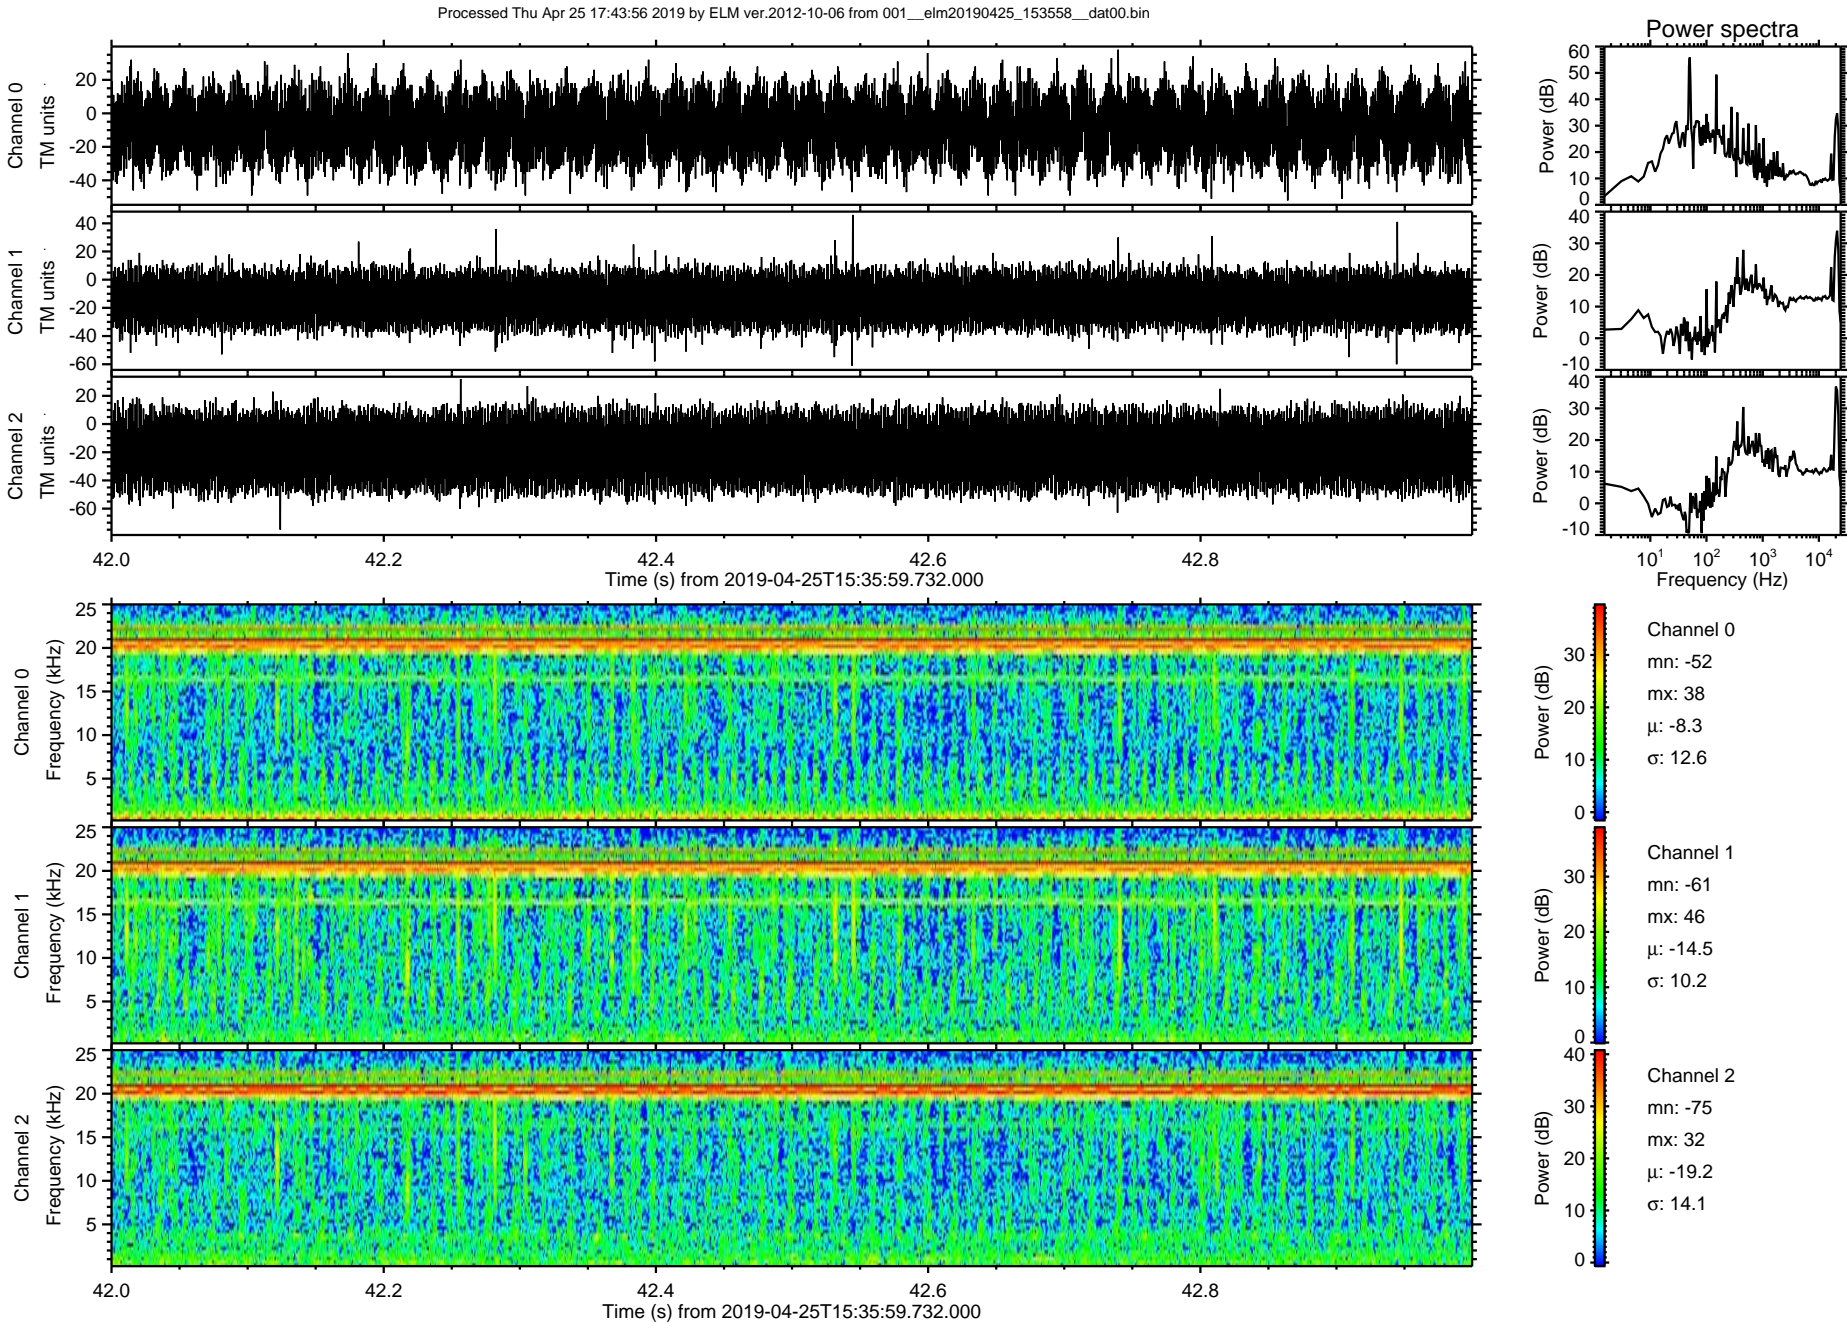 Processed Thu Apr 25 17:43:56 2019 by ELM ver.2012-10-06 from 001__elm20190425_153558__dat00.bin
Power spectra
Channel 0
TM units
20
0
-20
-40
Power (dB)
60
50
40
30
20
10
0
Channel 1
TM units
40
20
0
-20
-40
-60
Power (dB)
40
30
20
10
0
-10
Channel 2
TM units
20
0
-20
-40
-60
Power (dB)
40
30
20
10
0
-10
42.0 42.2 42.4 42.6 42.8
Time (s) from 2019-04-25T15:35:59.732.000
10^1 10^2 10^3 10^4
Frequency (Hz)
Channel 0
Frequency (kHz)
25
20
15
10
5
Power (dB)
30
20
10
0
Channel 0
mn: -52
mx: 38
μ: -8.3
σ: 12.6
Channel 1
Frequency (kHz)
25
20
15
10
5
Power (dB)
30
20
10
0
Channel 1
mn: -61
mx: 46
μ: -14.5
σ: 10.2
Channel 2
Frequency (kHz)
25
20
15
10
5
Power (dB)
40
30
20
10
0
Channel 2
mn: -75
mx: 32
μ: -19.2
σ: 14.1
42.0 42.2 42.4 42.6 42.8
Time (s) from 2019-04-25T15:35:59.732.000